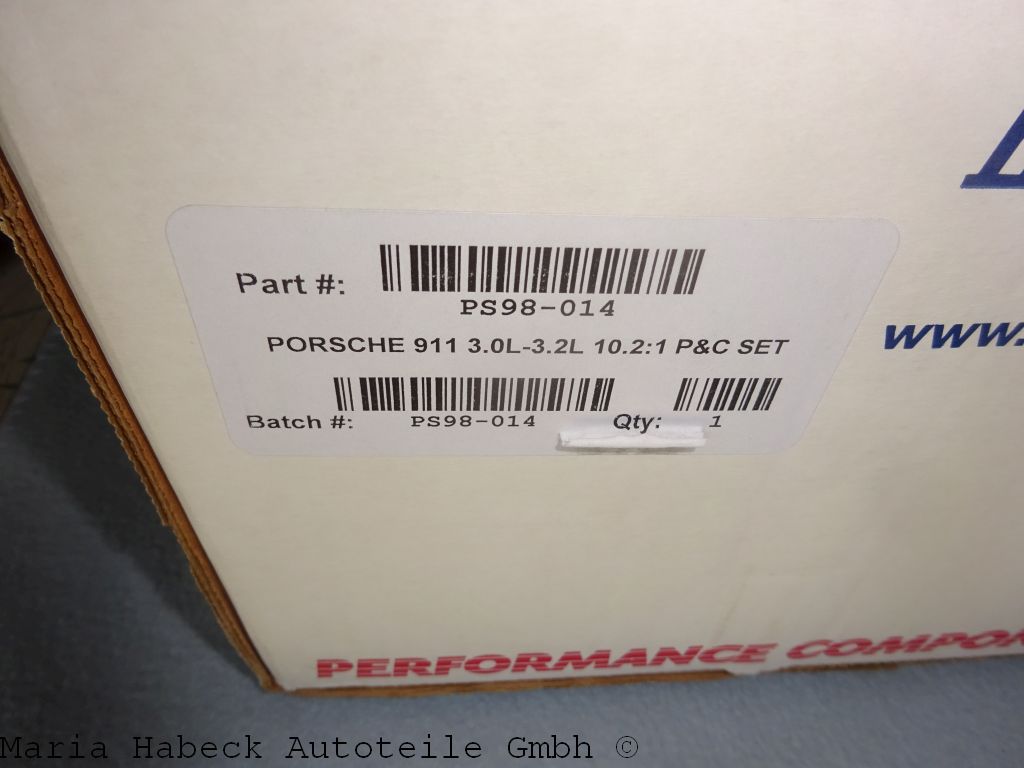 Part #:
PS98-014
PORSCHE 911 3.0L-3.2L 10.2:1 P&C SET
Batch #: PS98-014 Qty: 1
www.
PERFORMANCE
Maria Habeck Autoteile Gmbh ©